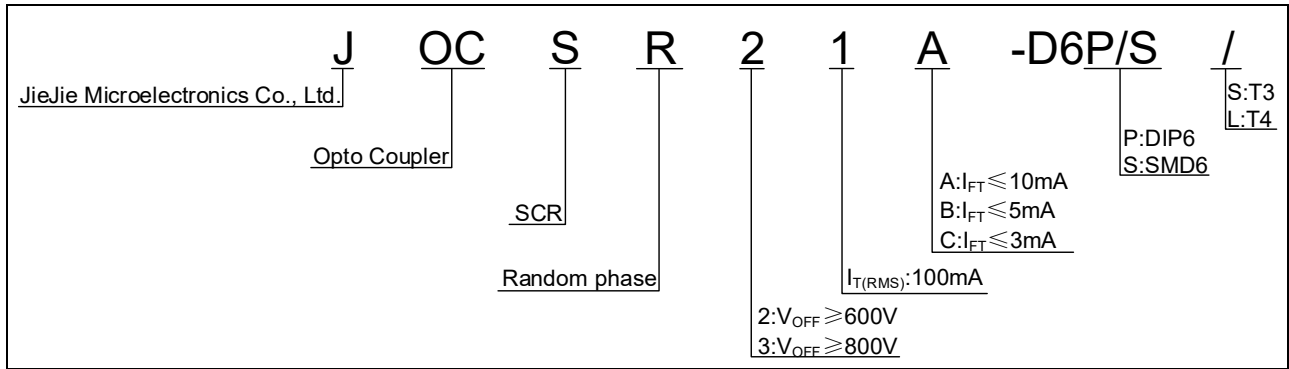 J OC S R 2 1 A -D6P/S /
JieJie Microelectronics Co., Ltd.
S:T3
L:T4
Opto Coupler
P:DIP6
S:SMD6
SCR
A:IFT≤10mA
B:IFT≤5mA
C:IFT≤3mA
Random phase
IT(RMS):100mA
2:VOFF≥600V
3:VOFF≥800V